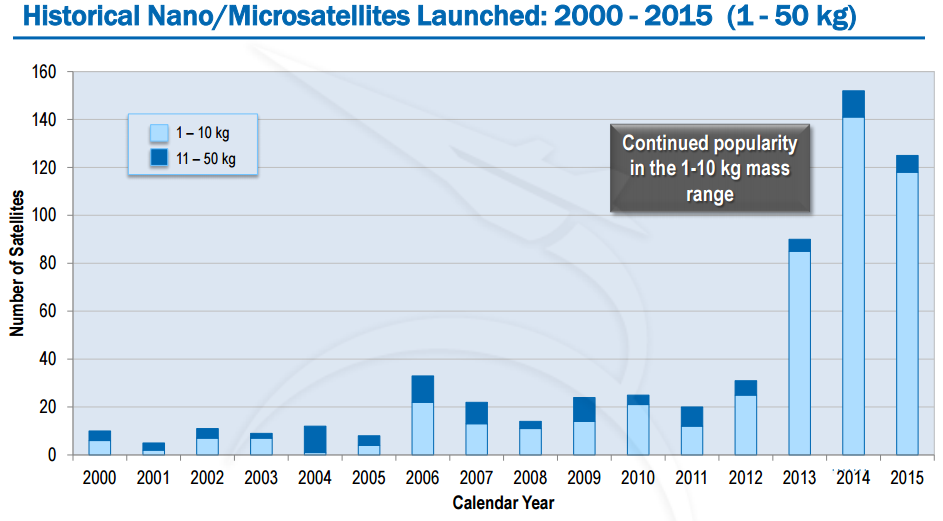 Historical Nano/Microsatellites Launched: 2000 - 2015 (1 - 50 kg)
160
140
120
100
80
60
40
20
0
Number of Satellites
1 – 10 kg
11 – 50 kg
Continued popularity
in the 1-10 kg mass
range
2000 2001 2002 2003 2004 2005 2006 2007 2008 2009 2010 2011 2012 2013 2014 2015
Calendar Year